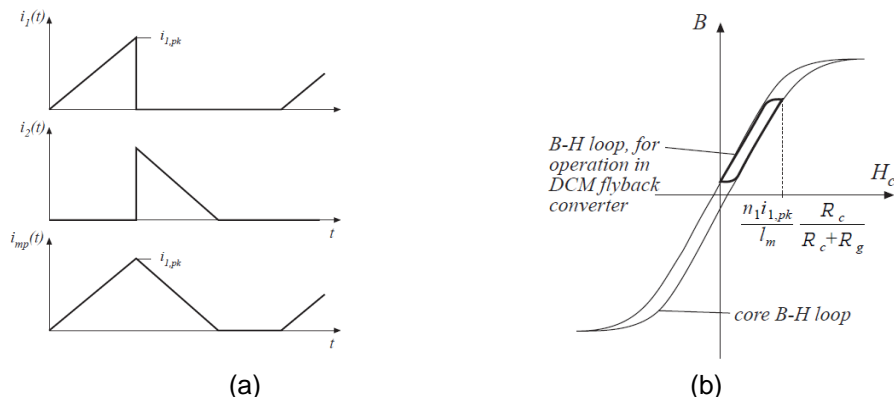 i1(t)
i1,pk
t
i2(t)
t
imp(t)
i1,pk
t
(a)
B
B-H loop, for
operation in
DCM flyback
converter
Hc
n1i1,pk / lm Rc / Rc+Rg
core B-H loop
(b)